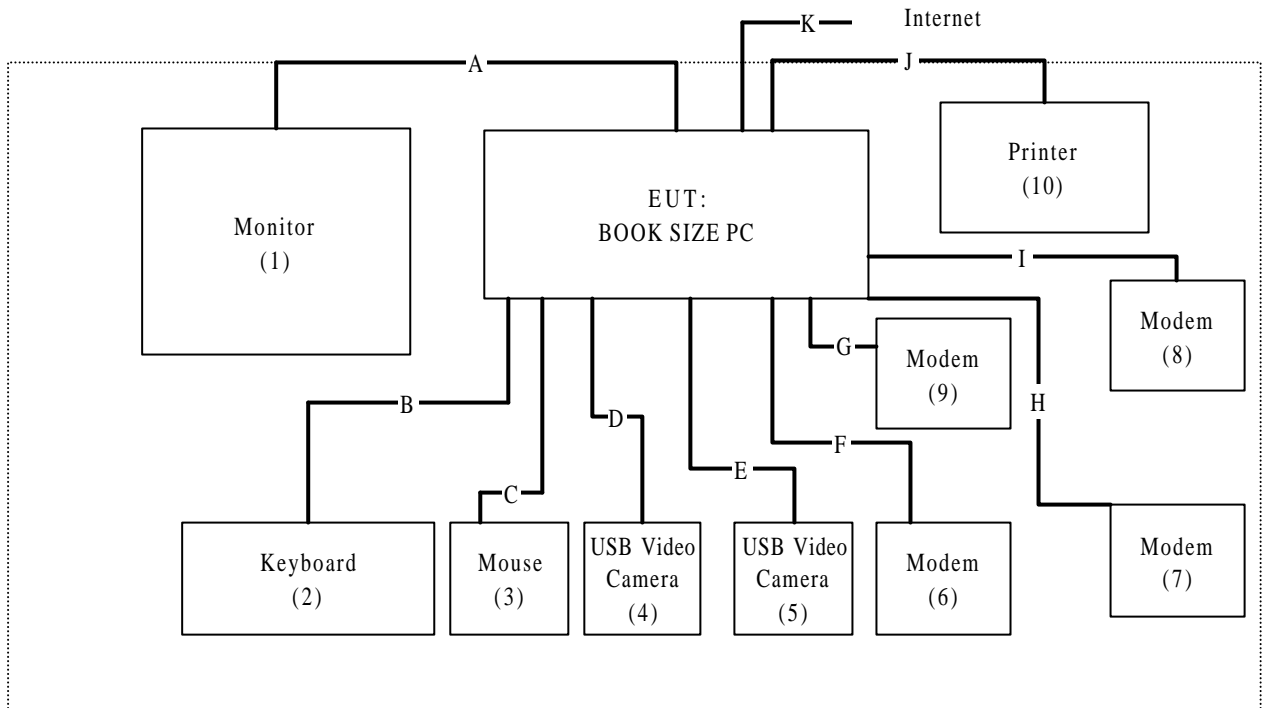 K
Internet
A
J
Printer
(10)
EUT:
BOOK SIZE PC
Monitor
(1)
I
Modem
(8)
G
Modem
(9)
H
B
D
F
E
C
Keyboard
(2)
Mouse
(3)
USB Video
Camera
(4)
USB Video
Camera
(5)
Modem
(6)
Modem
(7)